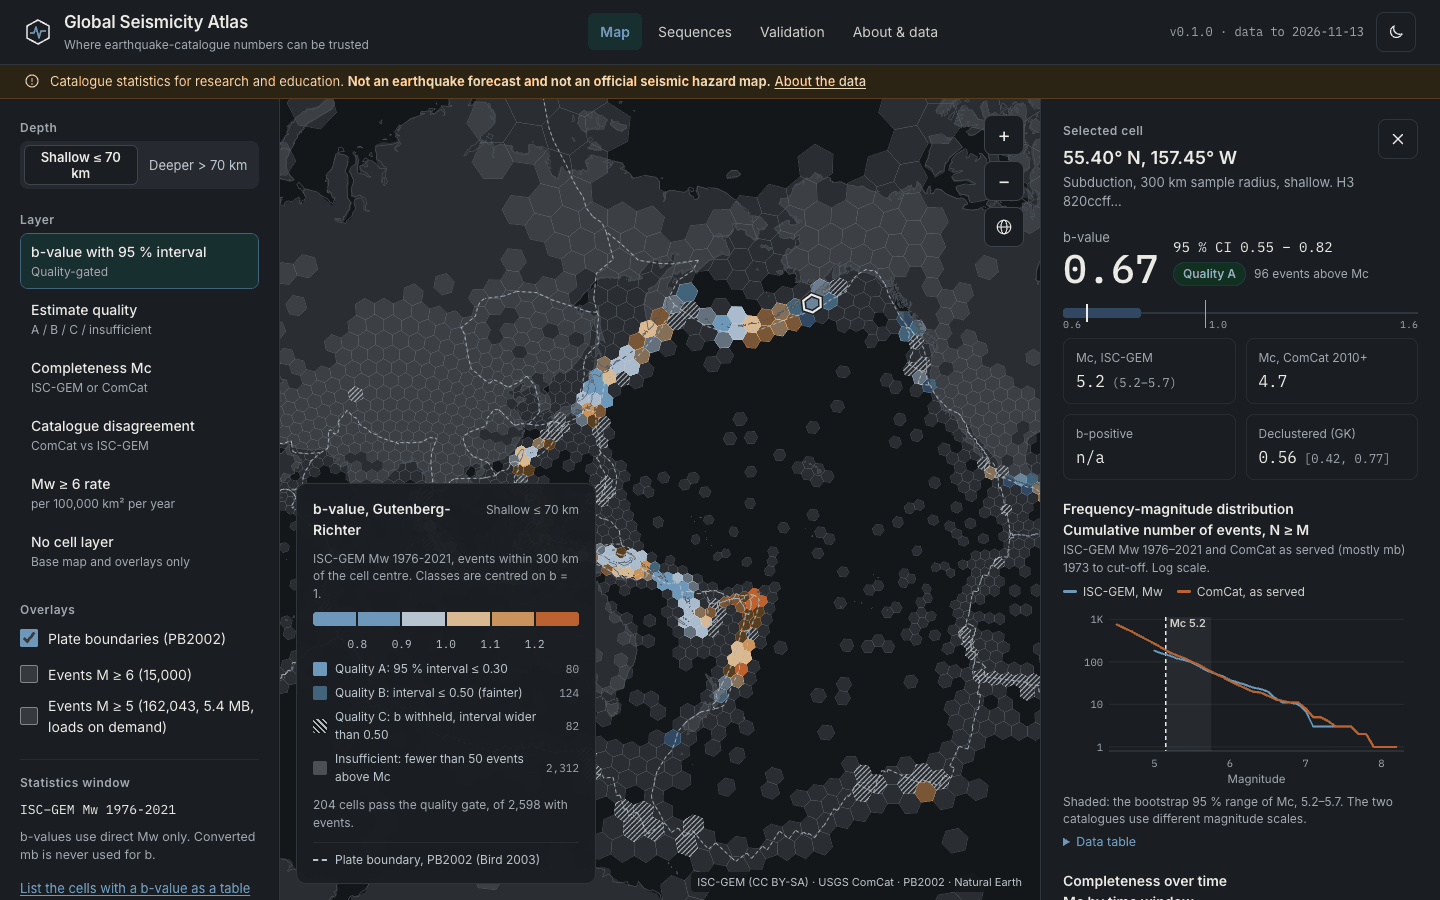 Global Seismicity Atlas
Where earthquake-catalogue numbers can be trusted
Map
Sequences
Validation
About & data
v0.1.0 · data to 2026-11-13
Catalogue statistics for research and education. Not an earthquake forecast and not an official seismic hazard map. About the data
Depth
Shallow ≤ 70
km
Deeper > 70 km
Layer
b-value with 95 % interval
Quality-gated
Estimate quality
A / B / C / insufficient
Completeness Mc
ISC-GEM or ComCat
Catalogue disagreement
ComCat vs ISC-GEM
Mw ≥ 6 rate
per 100,000 km² per year
No cell layer
Base map and overlays only
Overlays
Plate boundaries (PB2002)
Events M ≥ 6 (15,000)
Events M ≥ 5 (162,043, 5.4 MB,
loads on demand)
Statistics window
ISC-GEM Mw 1976-2021
b-values use direct Mw only. Converted
mb is never used for b.
List the cells with a b-value as a table
+
−
b-value, Gutenberg-
Richter
Shallow ≤ 70 km
ISC-GEM Mw 1976-2021, events within 300 km
of the cell centre. Classes are centred on b =
1.
0.8 0.9 1.0 1.1 1.2
Quality A: 95 % interval ≤ 0.30 80
Quality B: interval ≤ 0.50 (fainter) 124
Quality C: b withheld, interval wider
than 0.50
82
Insufficient: fewer than 50 events
above Mc
2,312
204 cells pass the quality gate, of 2,598 with
events.
Plate boundary, PB2002 (Bird 2003)
ISC-GEM (CC BY-SA) · USGS ComCat · PB2002 · Natural Earth
Selected cell
55.40° N, 157.45° W
Subduction, 300 km sample radius, shallow. H3
820ccff…
b-value
0.67
95 % CI 0.55 – 0.82
Quality A
96 events above Mc
0.6 1.0 1.6
Mc, ISC-GEM
5.2 (5.2–5.7)
Mc, ComCat 2010+
4.7
b-positive
n/a
Declustered (GK)
0.56 [0.42, 0.77]
Frequency-magnitude distribution
Cumulative number of events, N ≥ M
ISC-GEM Mw 1976–2021 and ComCat as served (mostly mb)
1973 to cut-off. Log scale.
ISC-GEM, Mw
ComCat, as served
Mc 5.2
1K
100
10
1
5 6 7 8
Magnitude
Shaded: the bootstrap 95 % range of Mc, 5.2–5.7. The two
catalogues use different magnitude scales.
Data table
Completeness over time
Mc by time window